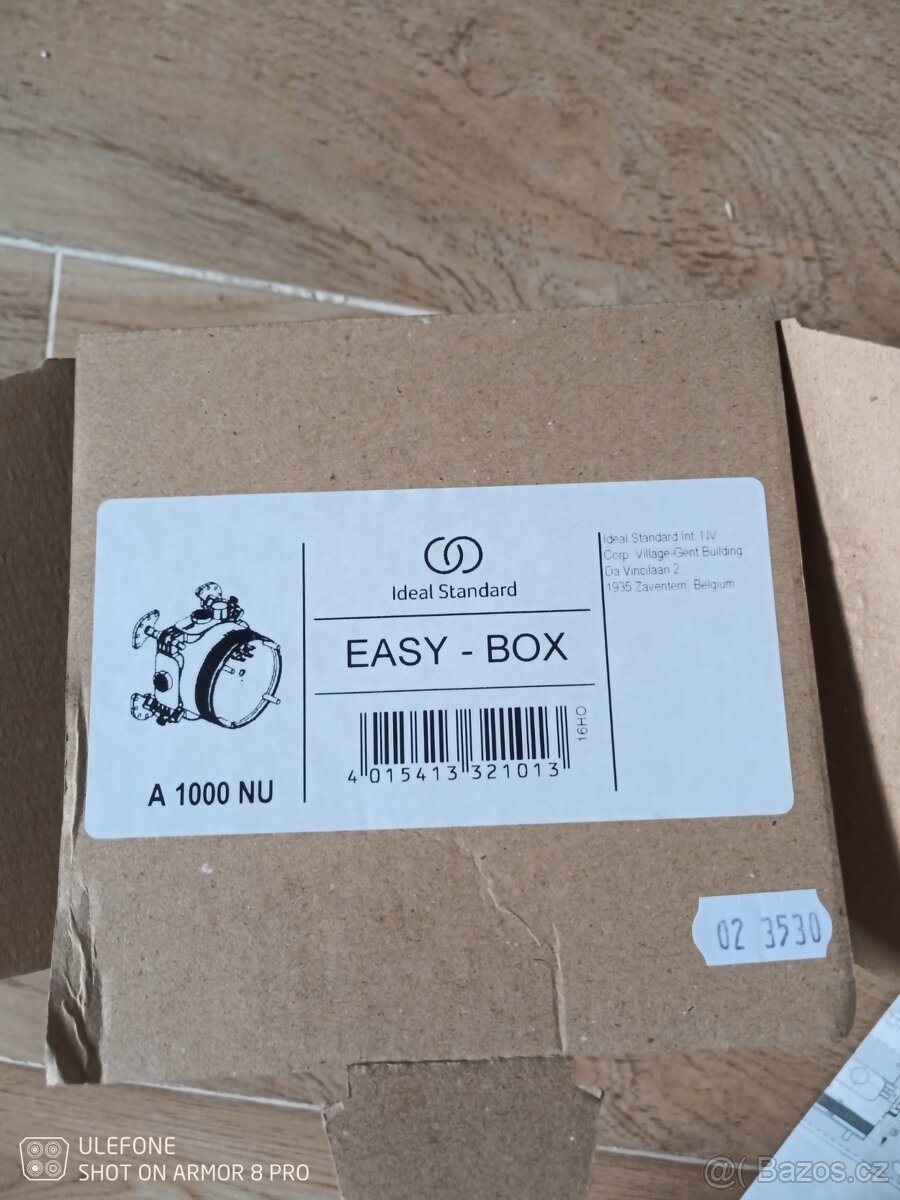 Ideal Standard
EASY - BOX
4 015413 321013
16HO
A 1000 NU
Ideal Standard Int. NV
Corp. Village-Gent Building
Da Vincilaan 2
1935 Zaventem, Belgium
02 3530
ULEFONE
SHOT ON ARMOR 8 PRO
Bazos.cz